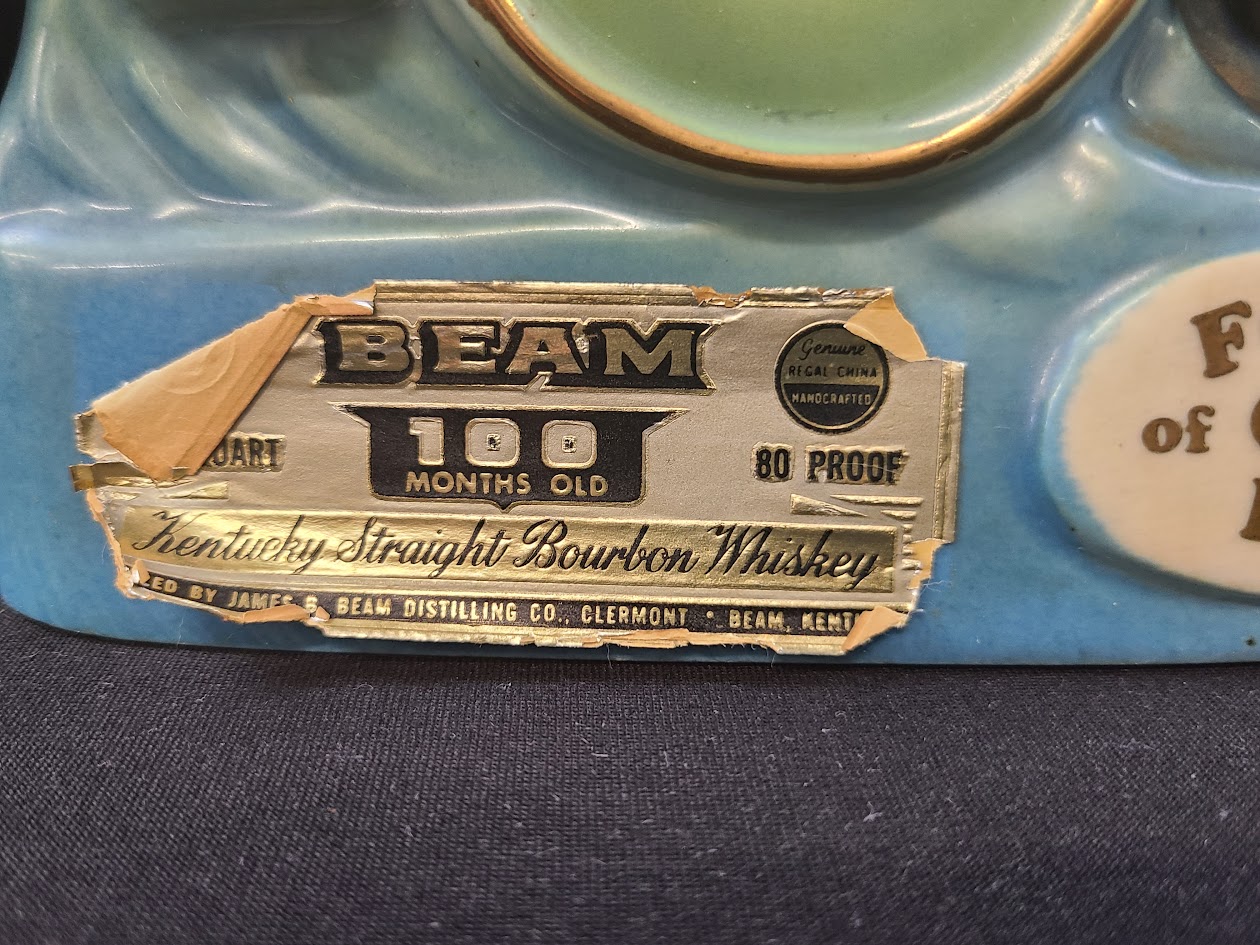 BEAM
Genuine
REGAL CHINA
HANDCRAFTED
100
MONTHS OLD
UART
80 PROOF
Kentucky Straight Bourbon Whiskey
ED BY JAMES B. BEAM DISTILLING CO., CLERMONT • BEAM, KENT
F
of